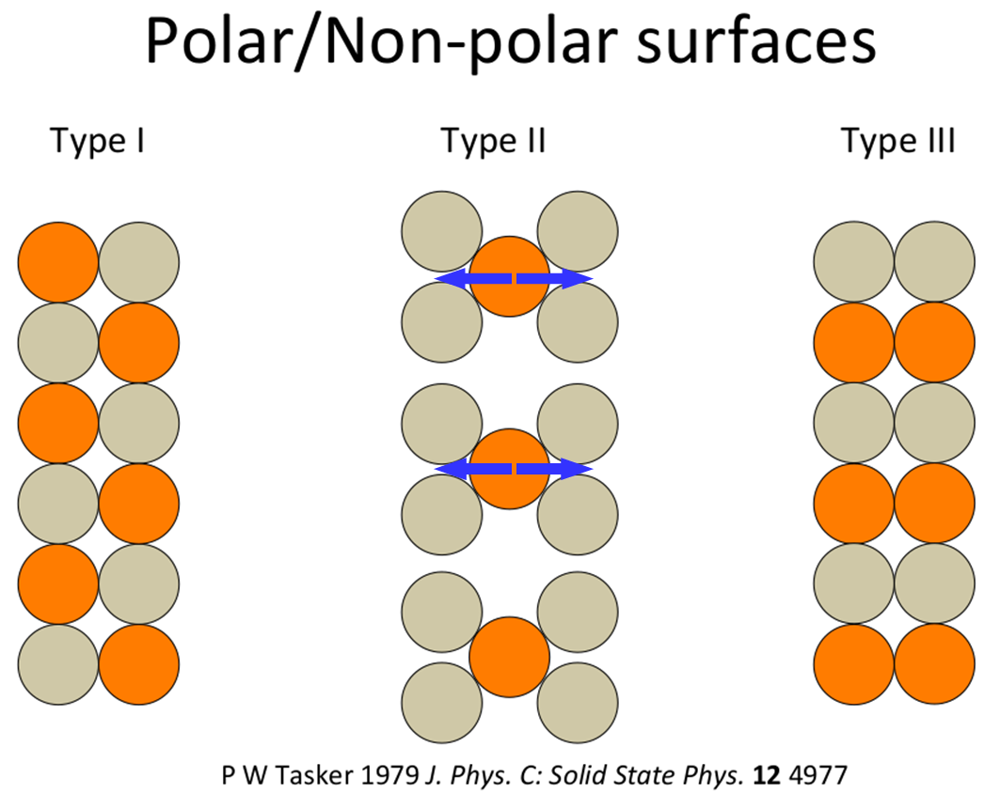 Polar/Non-polar surfaces
Type I
Type II
Type III
P W Tasker 1979 J. Phys. C: Solid State Phys. 12 4977